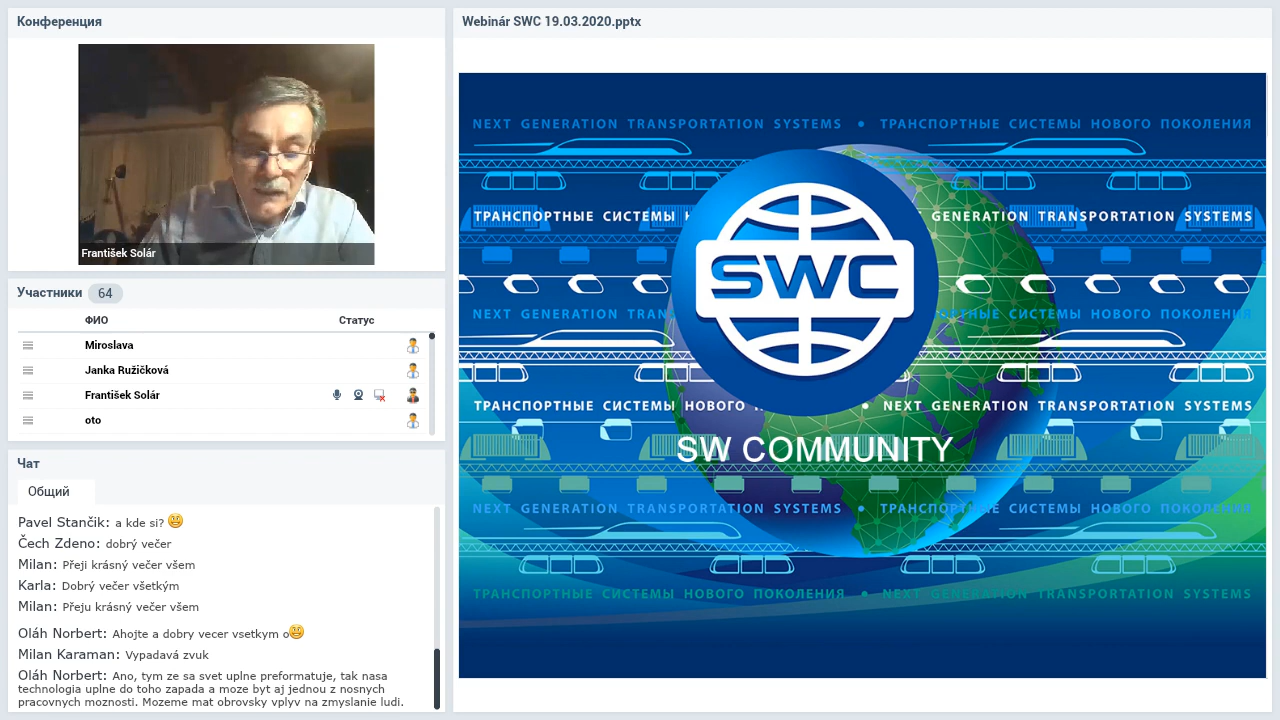 Конференция
František Solár
Участники 64
ФИО Статус
Miroslava
Janka Ružičková
František Solár
oto
Чат
Общий
Pavel Stančik: a kde si?
Čech Zdeno: dobrý večer
Milan: Přeji krásný večer všem
Karla: Dobrý večer všetkým
Milan: Přeju krásný večer všem
Oláh Norbert: Ahojte a dobry vecer vsetkym o
Milan Karaman: Vypadavá zvuk
Oláh Norbert: Ano, tym ze sa svet uplne preformatuje, tak nasa
technologia uplne do toho zapada a moze byt aj jednou z nosnych
pracovnych moznosti. Mozeme mat obrovsky vplyv na zmyslanie ludi.
Webinár SWC 19.03.2020.pptx
NEXT GENERATION TRANSPORTATION SYSTEMS • ТРАНСПОРТНЫЕ СИСТЕМЫ НОВОГО ПОКОЛЕНИЯ
ТРАНСПОРТНЫЕ СИСТЕМЫ GENERATION TRANSPORTATION SYSTEMS
SWC
NEXT GENERATION TRAN
ТРАНСПОРТНЫЕ СИСТЕМЫ НОВОГО • NEXT GENERATION TRANSPORTATION SYSTEMS
SW COMMUNITY
NEXT GENERATION TRANSPORTATION SYSTEMS • ТРАНСПОРТНЫЕ СИСТЕМЫ НОВОГО ПОКОЛЕНИЯ
ТРАНСПОРТНЫЕ СИСТЕМЫ НОВОГО ПОКОЛЕНИЯ • NEXT GENERATION TRANSPORTATION SYSTEMS